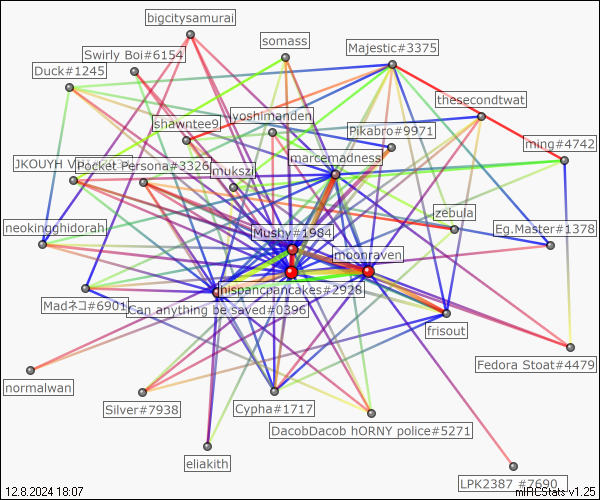 bigcitysamurai
somass
Majestic#3375
Swirly Boi#6154
Duck#1245
thesecondtwat
yoshimanden
shawntee9
Pikabro#9971
ming#4742
marcemadness
JKOUYH V
Pocket Persona#3326
mukszi
zebula
neokingghidorah
Mushy#1984
Eg.Master#1378
moonraven
nispancpancakes#2928
Madネコ#6901
Can anything be saved#0396
frisout
Fedora Stoat#4479
normalwan
Silver#7938
Cypha#1717
DacobDacob hORNY police#5271
eliakith
LPK2387 #7690
12.8.2024 18:07
mIRCStats v1.25